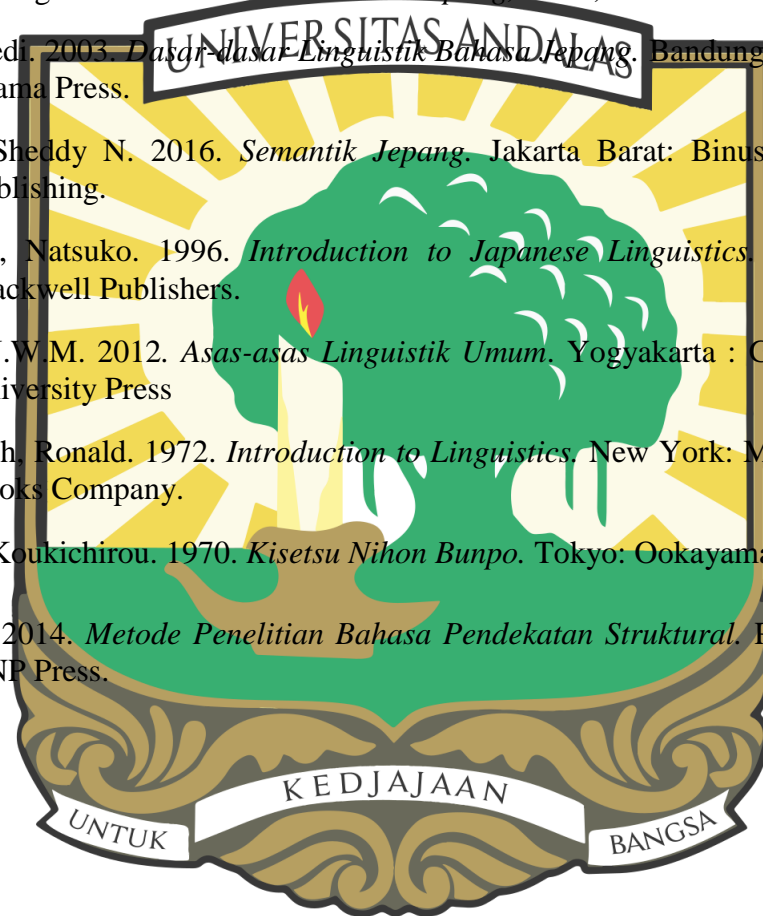 UNIVERSITAS ANDALAS
edi. 2003. Dasar-dasar Linguistik Bahasa Jepang. Bandung
ama Press.
Sheddy N. 2016. Semantik Jepang. Jakarta Barat: Binus
blishing.
, Natsuko. 1996. Introduction to Japanese Linguistics.
ackwell Publishers.
.W.M. 2012. Asas-asas Linguistik Umum. Yogyakarta : G
iversity Press
h, Ronald. 1972. Introduction to Linguistics. New York: M
oks Company.
Koukichirou. 1970. Kisetsu Nihon Bunpo. Tokyo: Ookayama
2014. Metode Penelitian Bahasa Pendekatan Struktural.
NP Press.
KEDJAJAAN
UNTUK
BANGSA